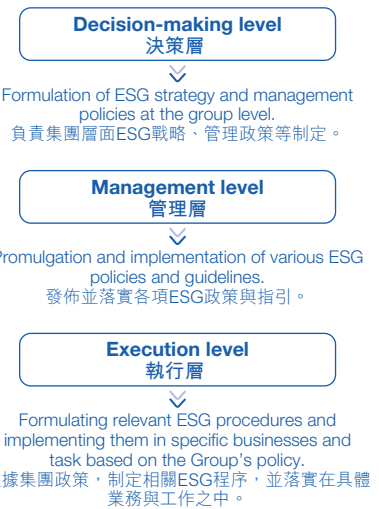 Decision-making level
決策層
Formulation of ESG strategy and management
policies at the group level.
負責集團層面ESG戰略、管理政策等制定。
Management level
管理層
Promulgation and implementation of various ESG
policies and guidelines.
發佈並落實各項ESG政策與指引。
Execution level
執行層
Formulating relevant ESG procedures and
implementing them in specific businesses and
task based on the Group's policy.
據集團政策，制定相關ESG程序，並落實在具體
業務與工作之中。